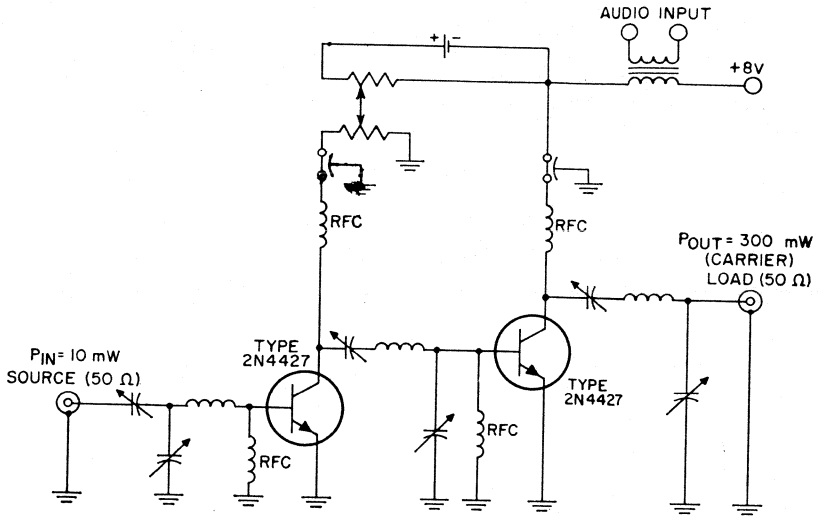 AUDIO INPUT
+ -
+8V
RFC
RFC
POUT = 300 mW
(CARRIER)
LOAD (50 Ω)
TYPE
2N4427
PIN = 10 mW
SOURCE (50 Ω)
TYPE
2N4427
RFC
RFC